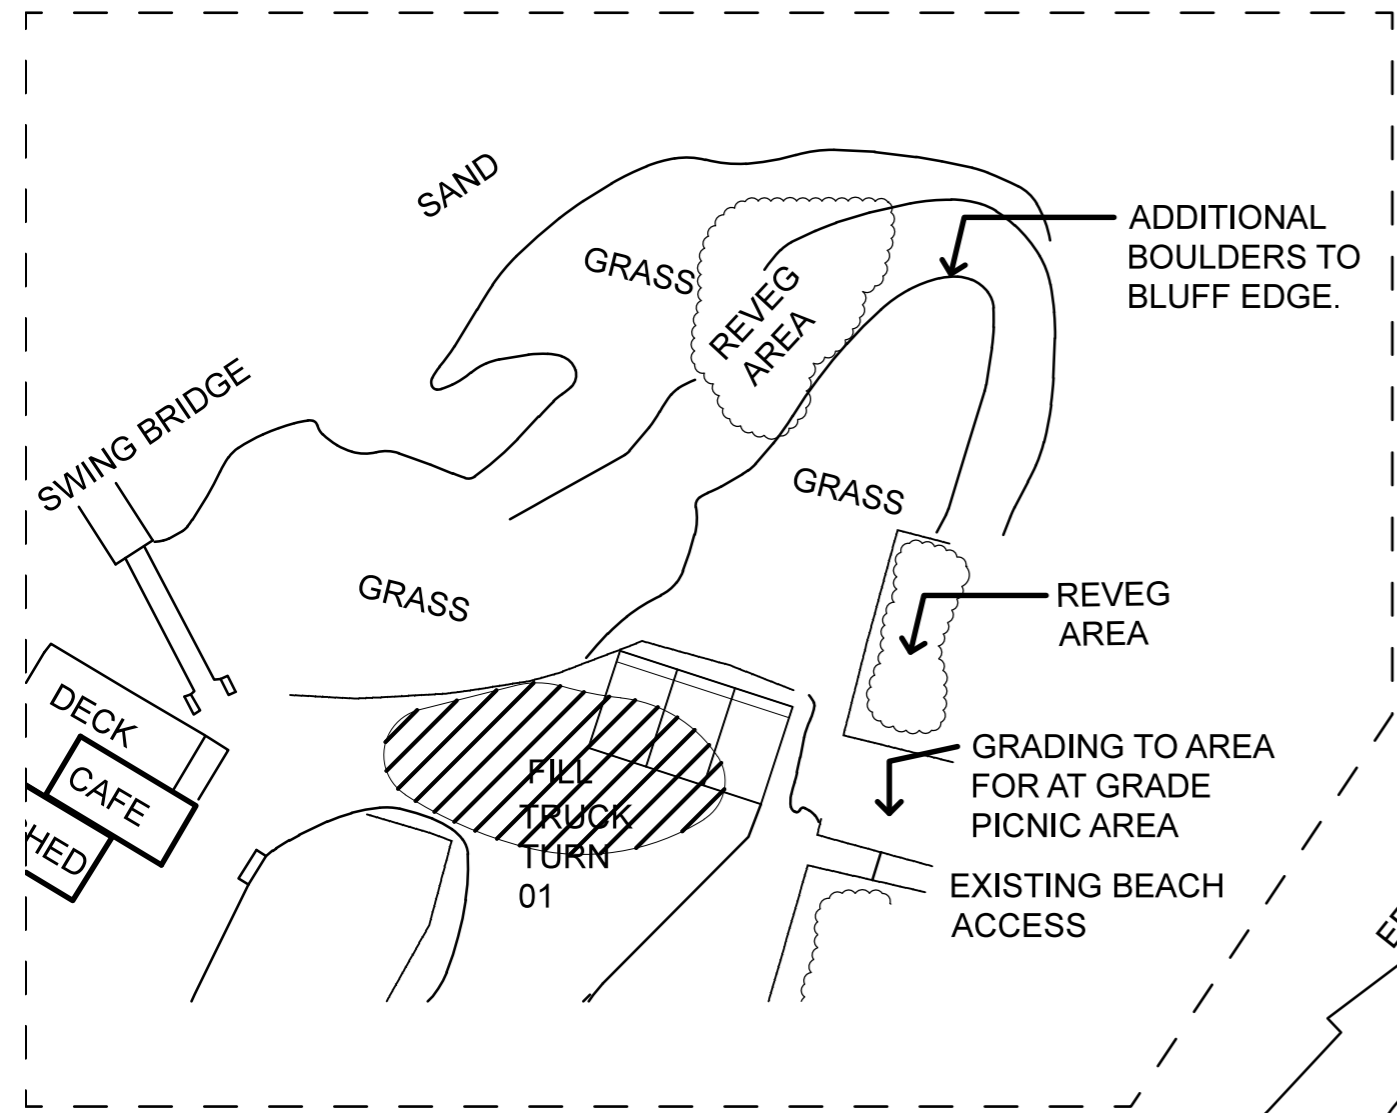 SAND
ADDITIONAL
BOULDERS TO
BLUFF EDGE.
GRASS
REVEG
AREA
SWING BRIDGE
GRASS
GRASS
REVEG
AREA
DECK
CAFE
FILL
TRUCK
TURN
01
GRADING TO AREA
FOR AT GRADE
PICNIC AREA
EXISTING BEACH
ACCESS